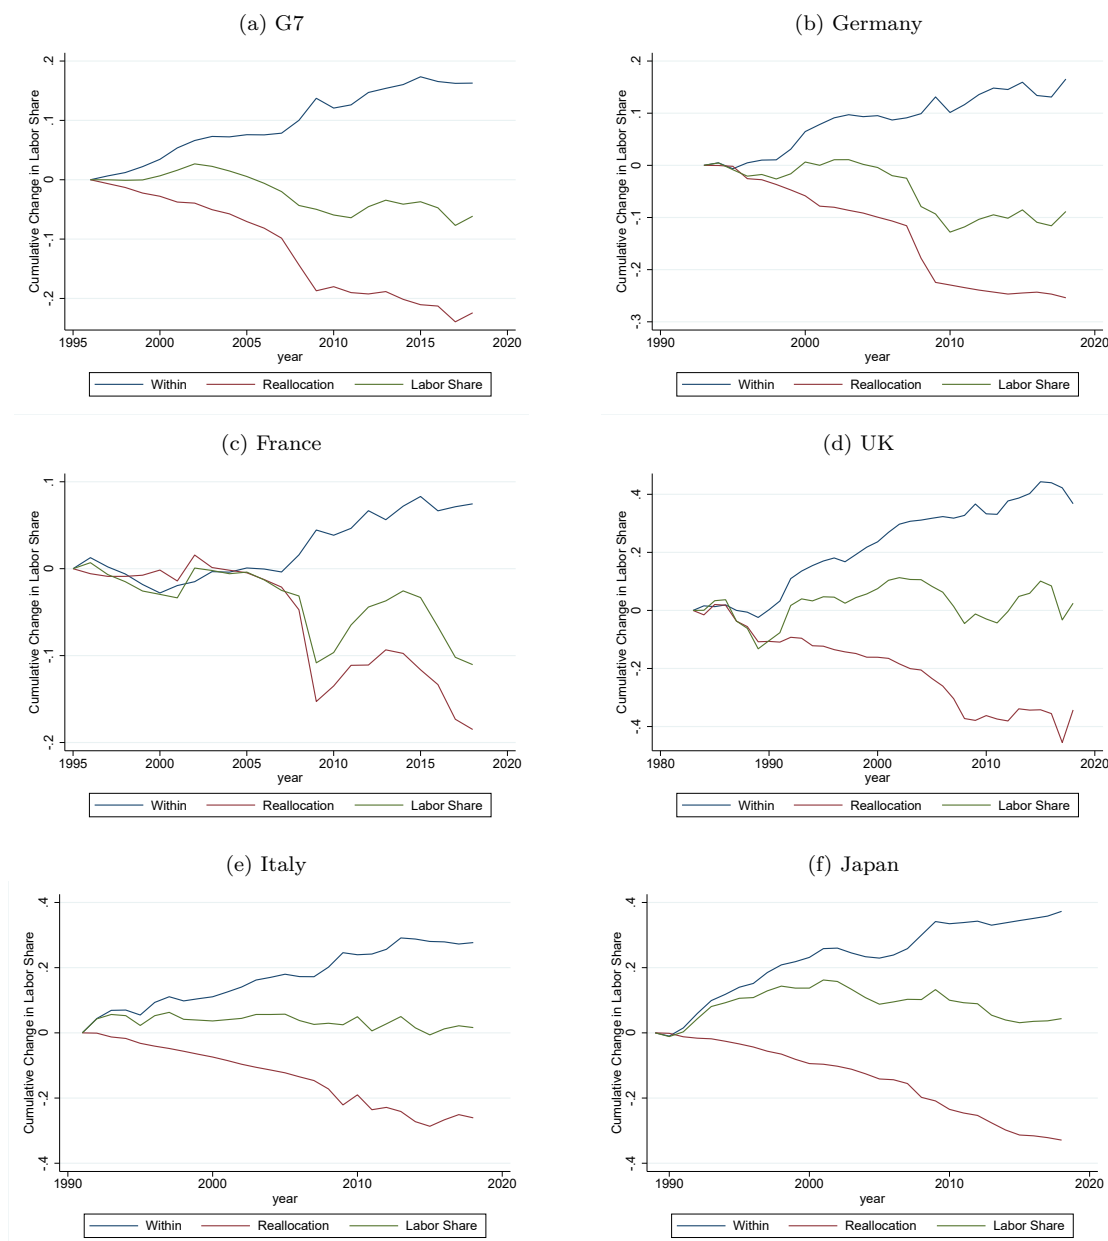 (a) G7
Cumulative Change in Labor Share
.2
.1
0
-.1
-.2
1995 2000 2005 2010 2015 2020
year
Within Reallocation Labor Share
(b) Germany
Cumulative Change in Labor Share
.2
.1
0
-.1
-.2
-.3
1990 2000 2010 2020
year
Within Reallocation Labor Share
(c) France
Cumulative Change in Labor Share
.1
0
-.1
-.2
1995 2000 2005 2010 2015 2020
year
Within Reallocation Labor Share
(d) UK
Cumulative Change in Labor Share
.4
.2
0
-.2
-.4
1980 1990 2000 2010 2020
year
Within Reallocation Labor Share
(e) Italy
Cumulative Change in Labor Share
.4
.2
0
-.2
-.4
1990 2000 2010 2020
year
Within Reallocation Labor Share
(f) Japan
Cumulative Change in Labor Share
.4
.2
0
-.2
-.4
1990 2000 2010 2020
year
Within Reallocation Labor Share